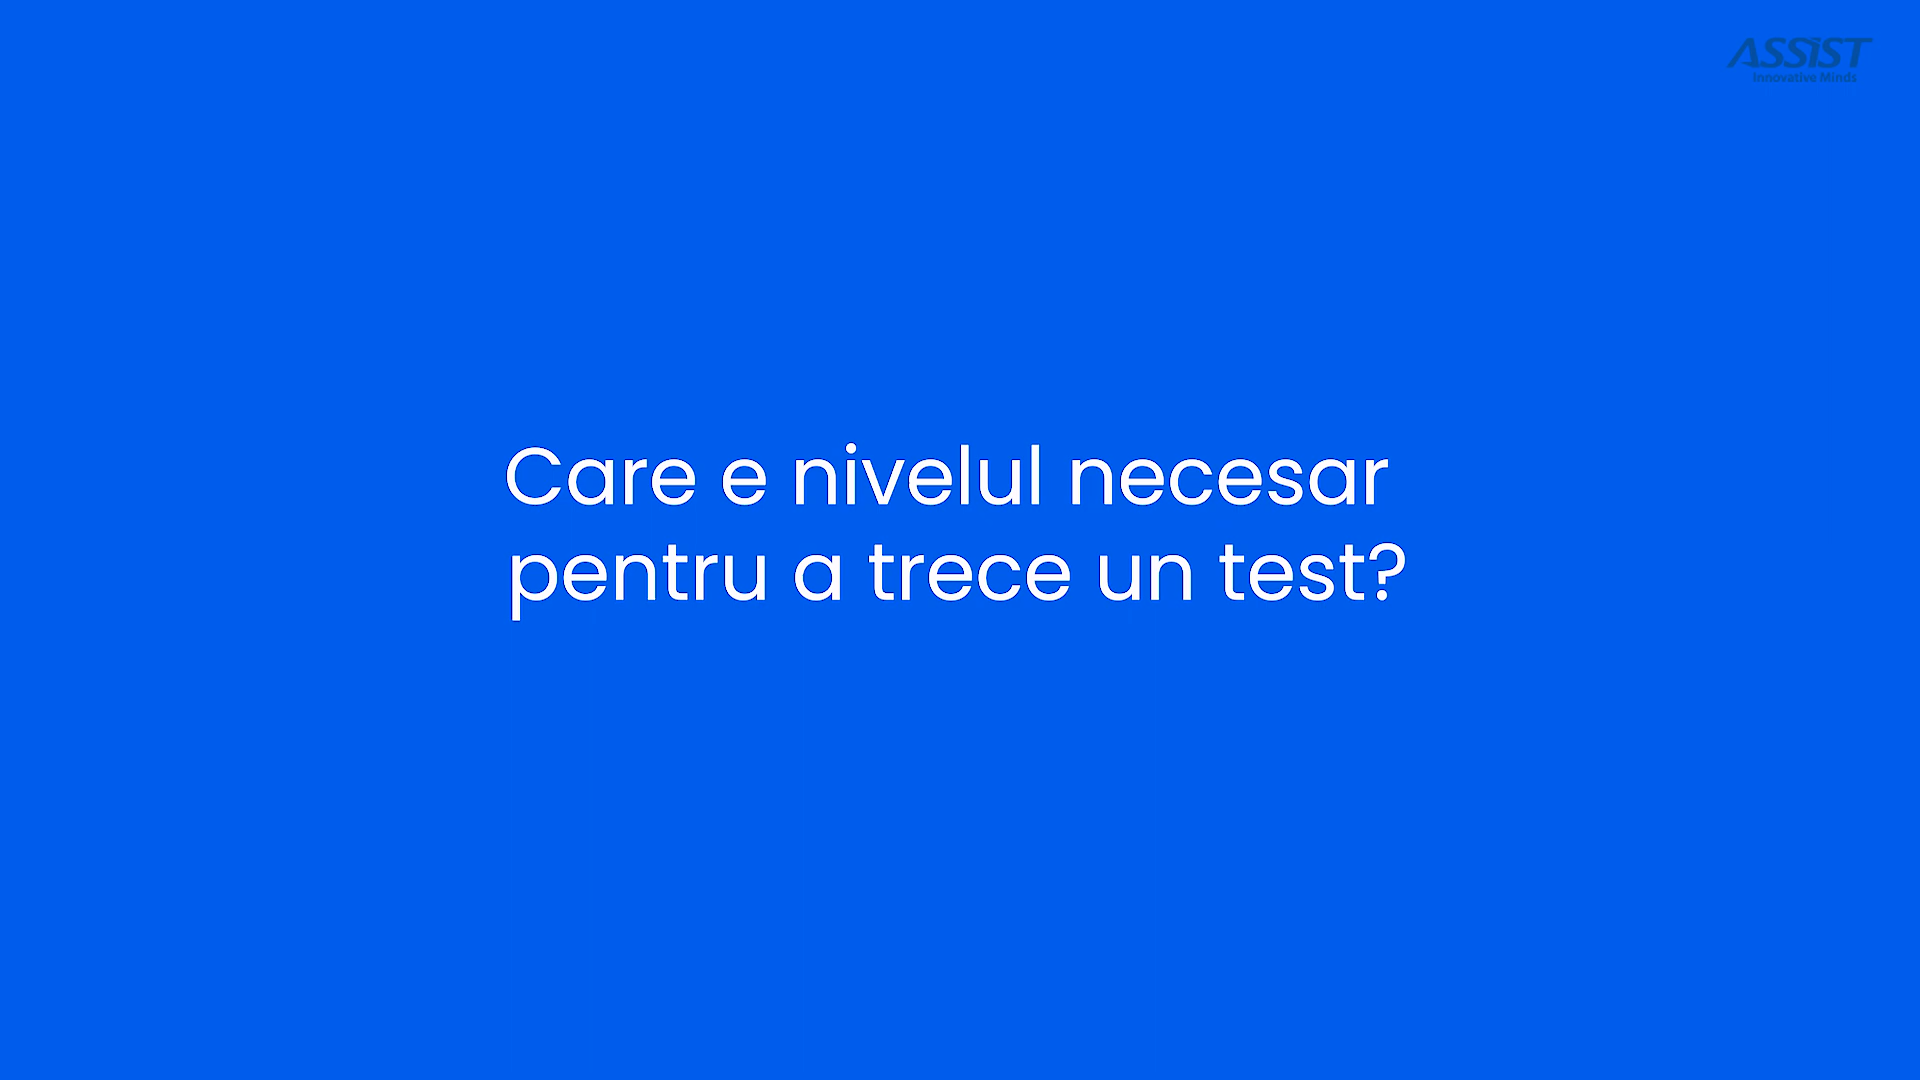 ASSIST
Innovative Minds
Care e nivelul necesar
pentru a trece un test?